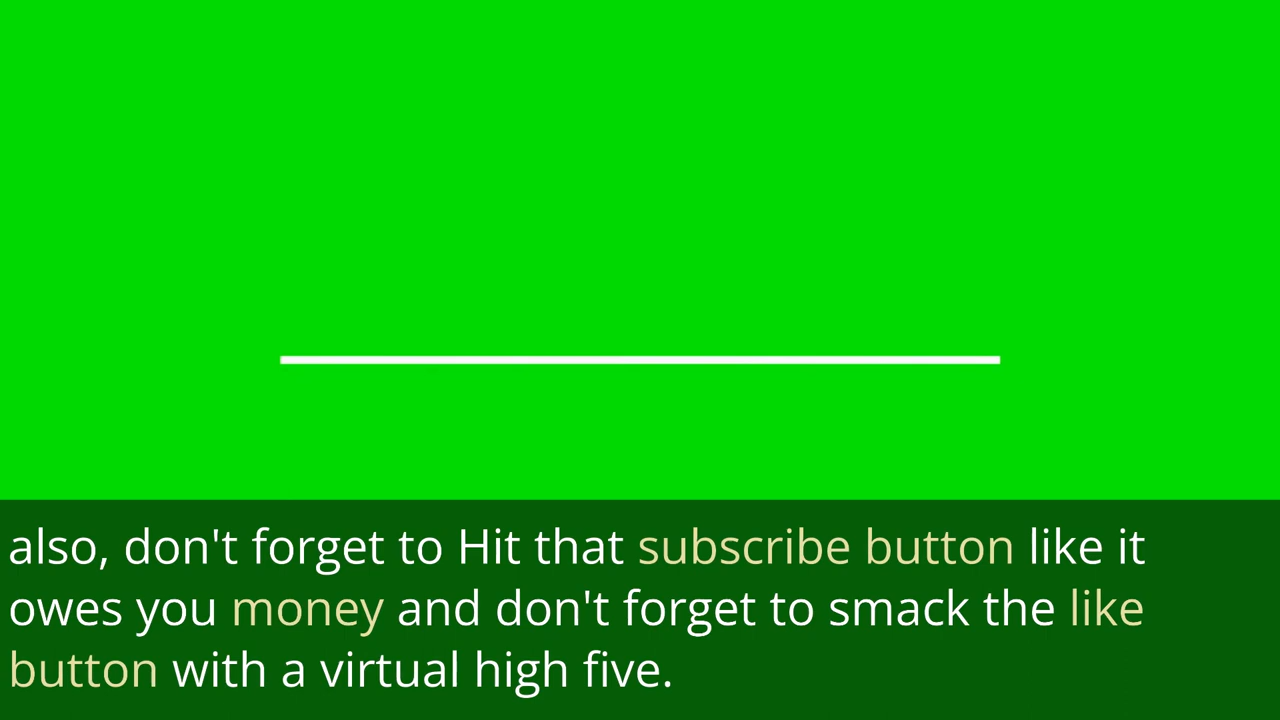 also, don't forget to Hit that subscribe button like it
owes you money and don't forget to smack the like
button with a virtual high five.